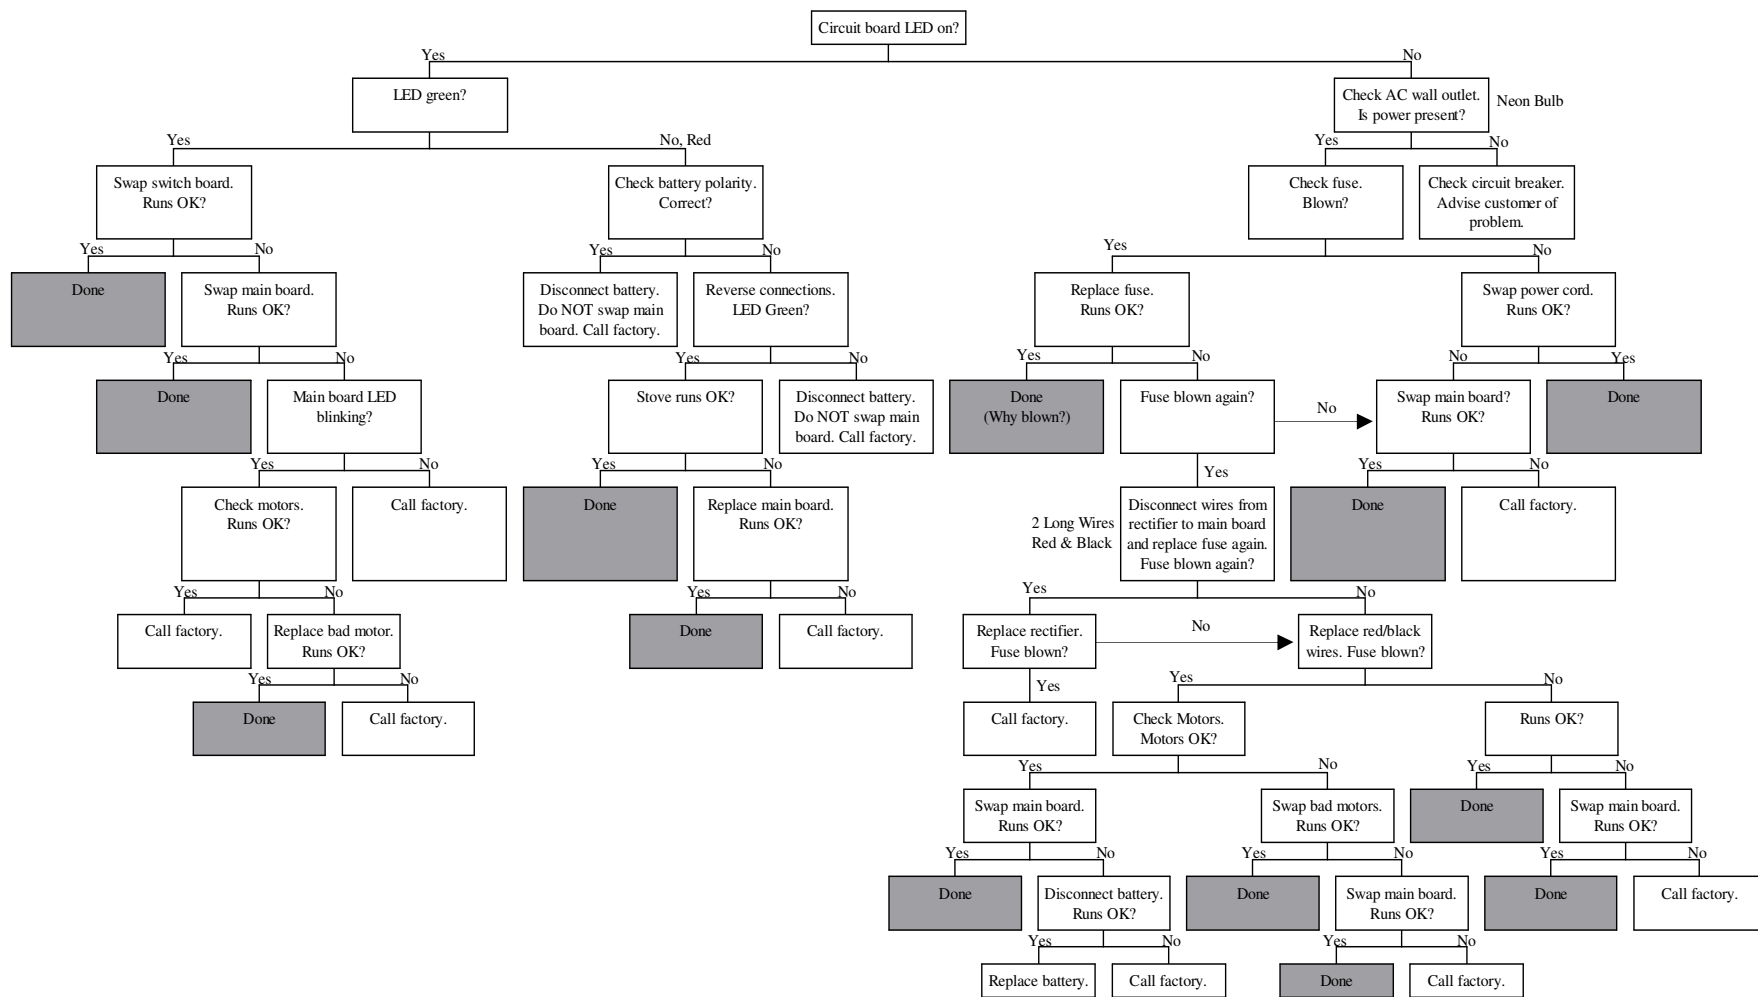 Circuit board LED on?
Yes
No
LED green?
Check AC wall outlet.
Is power present?
Neon Bulb
Yes
No, Red
Yes
No
Swap switch board.
Runs OK?
Check battery polarity.
Correct?
Check fuse.
Blown?
Check circuit breaker.
Advise customer of
problem.
Yes
No
Yes
No
Yes
No
Done
Swap main board.
Runs OK?
Disconnect battery.
Do NOT swap main
board. Call factory.
Reverse connections.
LED Green?
Replace fuse.
Runs OK?
Swap power cord.
Runs OK?
Yes
No
Yes
No
Yes
No
No
Yes
Done
Main board LED
blinking?
Stove runs OK?
Disconnect battery.
Do NOT swap main
board. Call factory.
Done
(Why blown?)
Fuse blown again?
No
Swap main board?
Runs OK?
Done
Yes
No
Yes
No
Yes
Yes
No
Check motors.
Runs OK?
Call factory.
Done
Replace main board.
Runs OK?
2 Long Wires
Red & Black
Disconnect wires from
rectifier to main board
and replace fuse again.
Fuse blown again?
Done
Call factory.
Yes
No
Yes
No
Yes
No
Call factory.
Replace bad motor.
Runs OK?
Done
Call factory.
Replace rectifier.
Fuse blown?
No
Replace red/black
wires. Fuse blown?
Yes
No
Yes
Yes
No
Done
Call factory.
Call factory.
Check Motors.
Motors OK?
Runs OK?
Yes
No
Yes
No
Swap main board.
Runs OK?
Swap bad motors.
Runs OK?
Done
Swap main board.
Runs OK?
Yes
No
Yes
No
Yes
No
Done
Disconnect battery.
Runs OK?
Done
Swap main board.
Runs OK?
Done
Call factory.
Yes
No
Yes
No
Replace battery.
Call factory.
Done
Call factory.